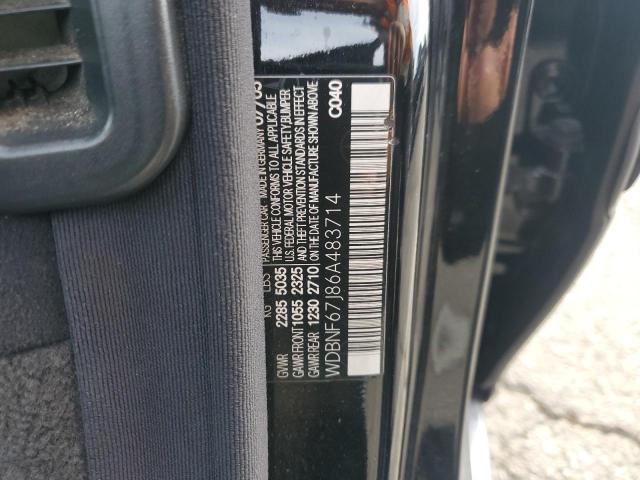 PASSENGER CAR MADE IN GERMANY 07/05
KG LBS
THIS VEHICLE CONFORMS TO ALL APPLICABLE
U.S. FEDERAL MOTOR VEHICLE SAFETY, BUMPER
AND THEFT PREVENTION STANDARDS IN EFFECT
ON THE DATE OF MANUFACTURE SHOWN ABOVE
GVWR 2285 5035
GAWR FRONT 1055 2325
GAWR REAR 1230 2710
WDBNF67J86A483714
C040